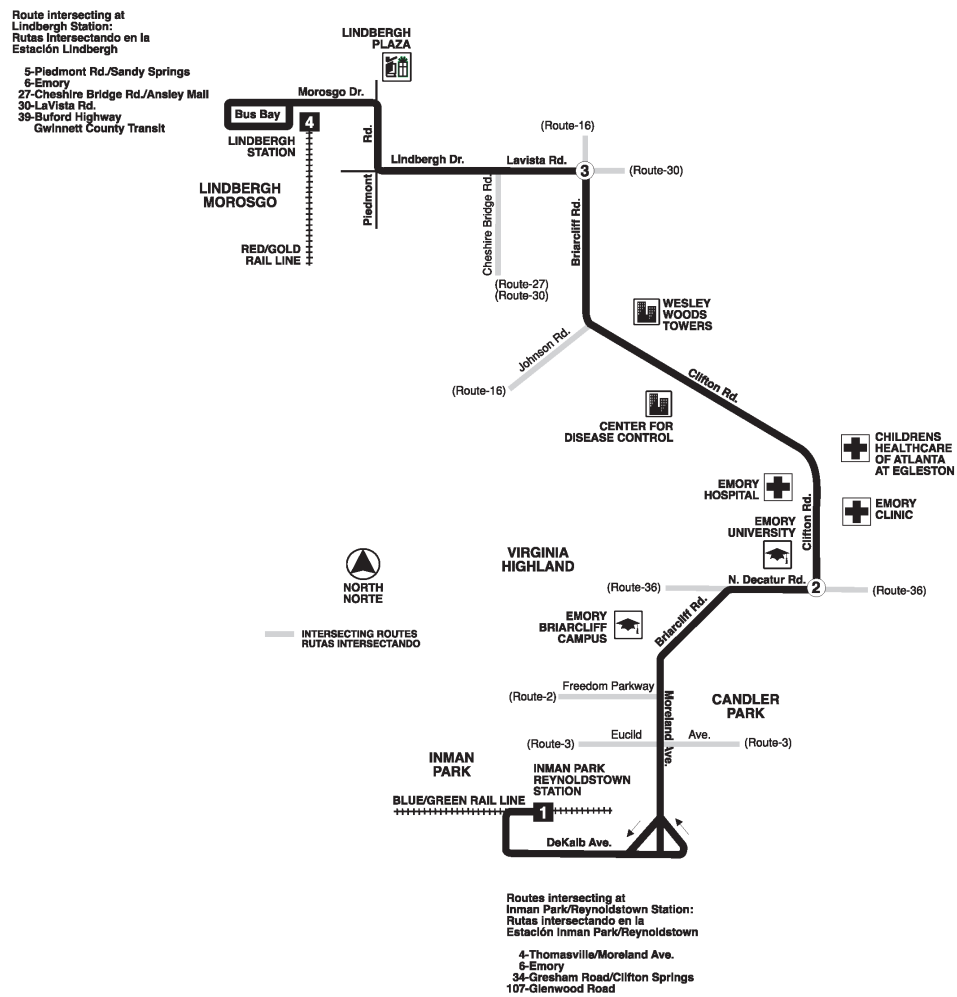 Route intersecting at
Lindbergh Station:
Rutas Intersectando en la
Estación Lindbergh
5-Piedmont Rd./Sandy Springs
6-Emory
27-Cheshire Bridge Rd./Ansley Mall
30-LaVista Rd.
39-Buford Highway
Gwinnett County Transit
LINDBERGH
PLAZA
Morosgo Dr.
Bus Bay
4
LINDBERGH
STATION
Rd.
Piedmont
Lindbergh Dr.
Lavista Rd.
(Route-16)
3
(Route-30)
LINDBERGH
MOROSGO
RED/GOLD
RAIL LINE
Cheshire Bridge Rd.
(Route-27)
(Route-30)
Briarcliff Rd.
WESLEY
WOODS
TOWERS
Johnson Rd.
(Route-16)
Clifton Rd.
CENTER FOR
DISEASE CONTROL
CHILDRENS
HEALTHCARE
OF ATLANTA
AT EGLESTON
EMORY
HOSPITAL
EMORY
CLINIC
Clifton Rd.
EMORY
UNIVERSITY
VIRGINIA
HIGHLAND
NORTH
NORTE
N. Decatur Rd.
(Route-36)
2
(Route-36)
EMORY
BRIARCLIFF
CAMPUS
Briarcliff Rd.
INTERSECTING ROUTES
RUTAS INTERSECTANDO
Freedom Parkway
(Route-2)
Moreland Ave.
CANDLER
PARK
Euclid Ave.
(Route-3)
(Route-3)
INMAN
PARK
INMAN PARK
REYNOLDSTOWN
STATION
BLUE/GREEN RAIL LINE
1
DeKalb Ave.
Routes intersecting at
Inman Park/Reynoldstown Station:
Rutas intersectando en la
Estación Inman Park/Reynoldstown
4-Thomasville/Moreland Ave.
6-Emory
34-Gresham Road/Clifton Springs
107-Glenwood Road